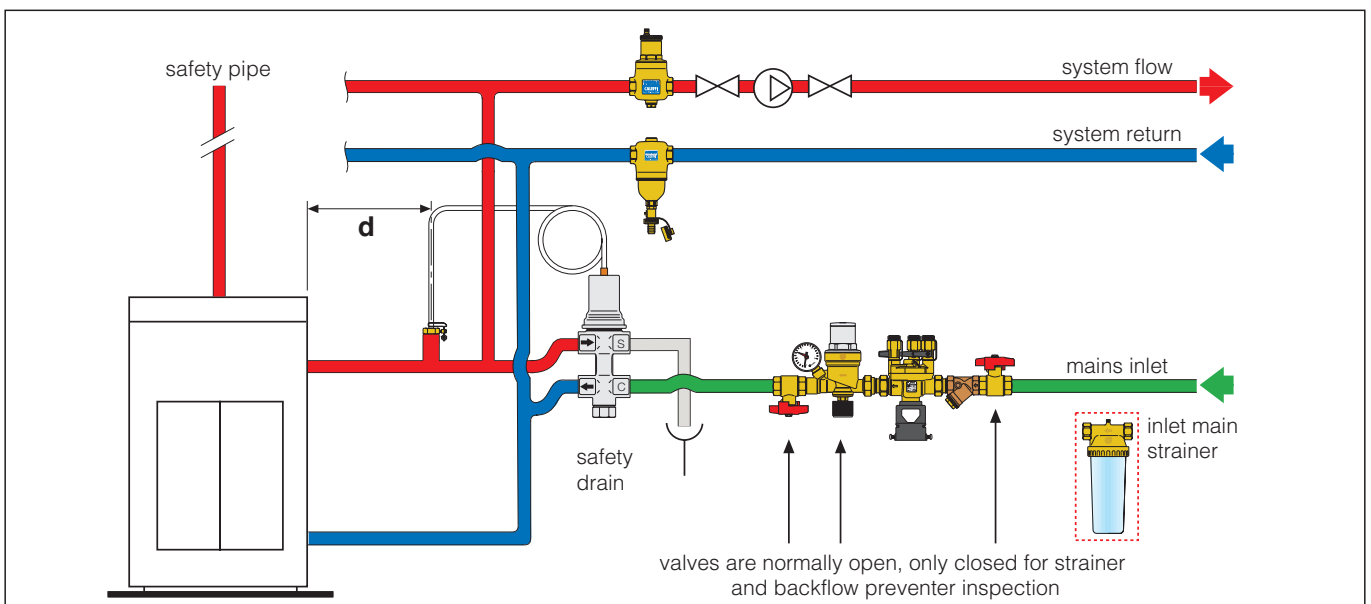 safety pipe
system flow
system return
d
S
C
mains inlet
inlet main
strainer
safety
drain
valves are normally open, only closed for strainer
and backflow preventer inspection